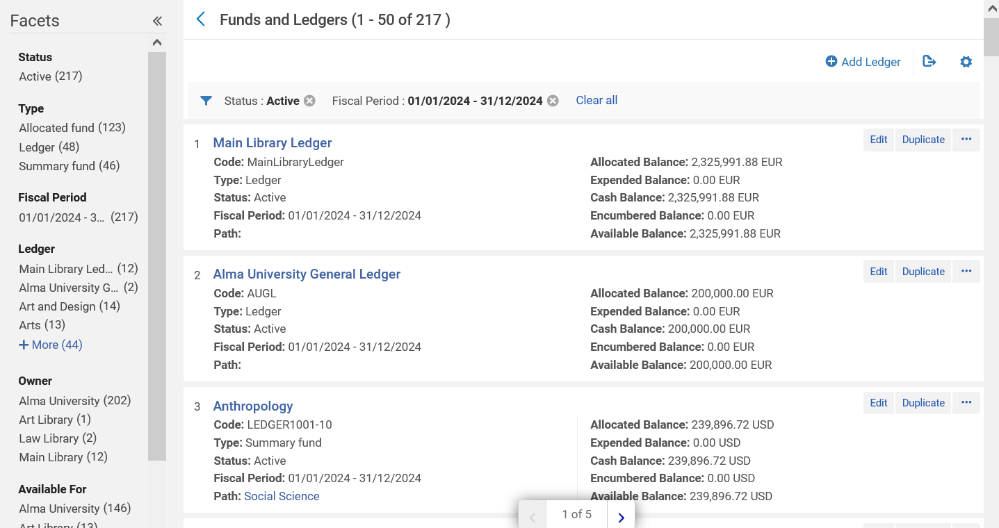 Facets
Status
Active (217)
Type
Allocated fund (123)
Ledger (48)
Summary fund (46)
Fiscal Period
01/01/2024 - 3... (217)
Ledger
Main Library Led... (12)
Alma University G... (2)
Art and Design (14)
Arts (13)
More (44)
Owner
Alma University (202)
Art Library (1)
Law Library (2)
Main Library (12)
Available For
Alma University (146)
Art Library (13)
Funds and Ledgers (1 - 50 of 217 )
Add Ledger
Status : Active Fiscal Period : 01/01/2024 - 31/12/2024 Clear all
1 Main Library Ledger Edit Duplicate ...
Code: MainLibraryLedger Allocated Balance: 2,325,991.88 EUR
Type: Ledger Expended Balance: 0.00 EUR
Status: Active Cash Balance: 2,325,991.88 EUR
Fiscal Period: 01/01/2024 - 31/12/2024 Encumbered Balance: 0.00 EUR
Path: Available Balance: 2,325,991.88 EUR
2 Alma University General Ledger Edit Duplicate ...
Code: AUGL Allocated Balance: 200,000.00 EUR
Type: Ledger Expended Balance: 0.00 EUR
Status: Active Cash Balance: 200,000.00 EUR
Fiscal Period: 01/01/2024 - 31/12/2024 Encumbered Balance: 0.00 EUR
Path: Available Balance: 200,000.00 EUR
3 Anthropology Edit Duplicate ...
Code: LEDGER1001-10 Allocated Balance: 239,896.72 USD
Type: Summary fund Expended Balance: 0.00 USD
Status: Active Cash Balance: 239,896.72 USD
Fiscal Period: 01/01/2024 - 31/12/2024 Encumbered Balance: 0.00 USD
Path: Social Science Available Balance: 239,896.72 USD
1 of 5